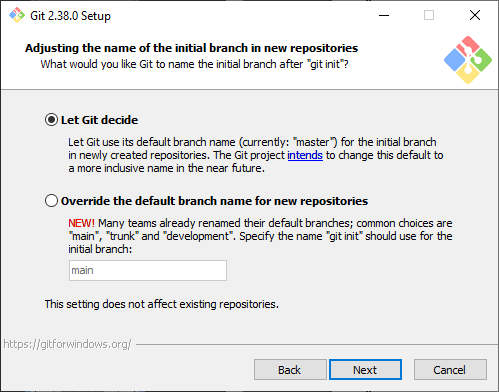 Git 2.38.0 Setup
Adjusting the name of the initial branch in new repositories
What would you like Git to name the initial branch after "git init"?
Let Git decide
Let Git use its default branch name (currently: "master") for the initial branch
in newly created repositories. The Git project intends to change this default to
a more inclusive name in the near future.
Override the default branch name for new repositories
NEW! Many teams already renamed their default branches; common choices are
"main", "trunk" and "development". Specify the name "git init" should use for the
initial branch:
main
This setting does not affect existing repositories.
https://gitforwindows.org/
Back Next Cancel